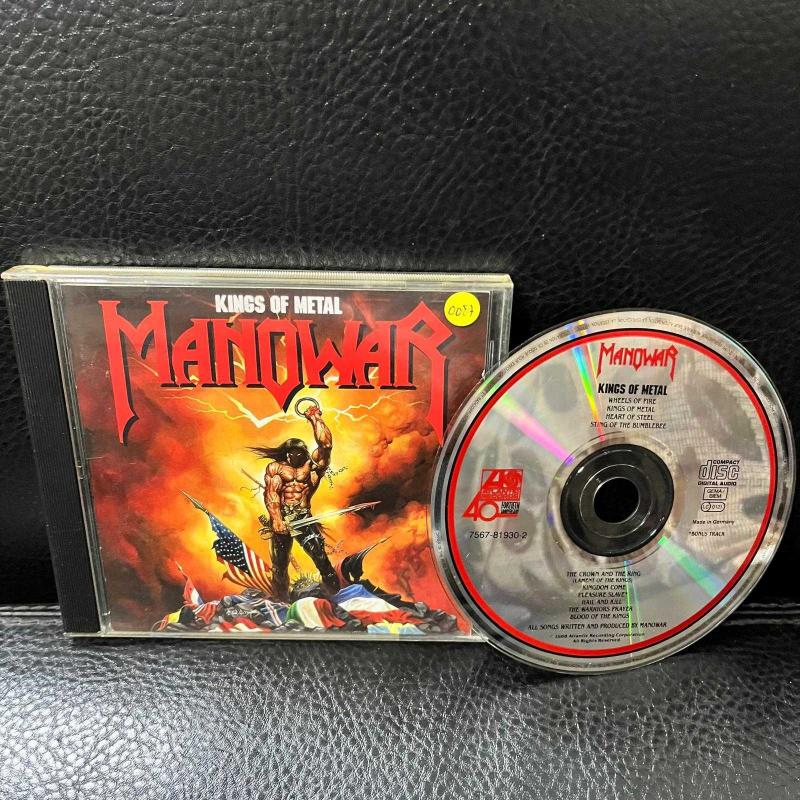 KINGS OF METAL
MANOWAR
MANOWAR
KINGS OF METAL
WHEELS OF FIRE
KINGS OF METAL
HEART OF STEEL
STING OF THE BUMBLEBEE
COMPACT
disc
DIGITAL AUDIO
GEMA/
BIEM
ATLANTIC
40
7567-81930-2
Made in Germany
*BONUS TRACK
THE CROWN AND THE RING
(LAMENT OF THE KINGS)
KINGDOM COME
PLEASURE SLAVE*
HAIL AND KILL
THE WARRIORS PRAYER
BLOOD OF THE KINGS
ALL SONGS WRITTEN AND PRODUCED BY MANOWAR
1988 Atlantic Recording Corporation
All Rights Reserved